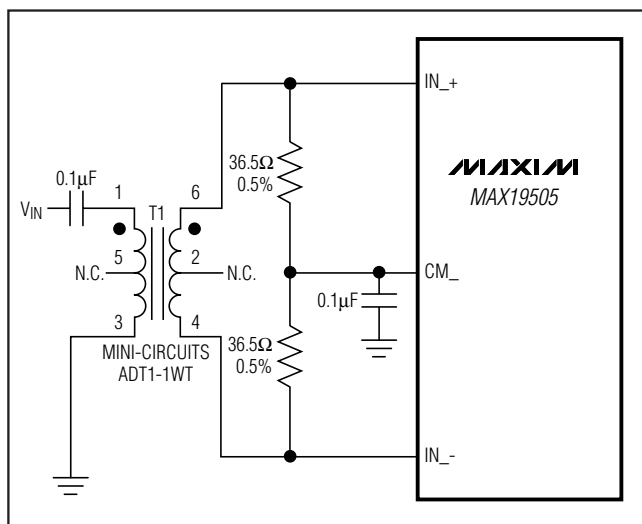 IN_+
36.5Ω
0.5%
MAXIM
MAX19505
0.1μF
1
6
VIN
T1
5
2
N.C.
N.C.
CM_
3
4
0.1μF
MINI-CIRCUITS
ADT1-1WT
36.5Ω
0.5%
IN_-